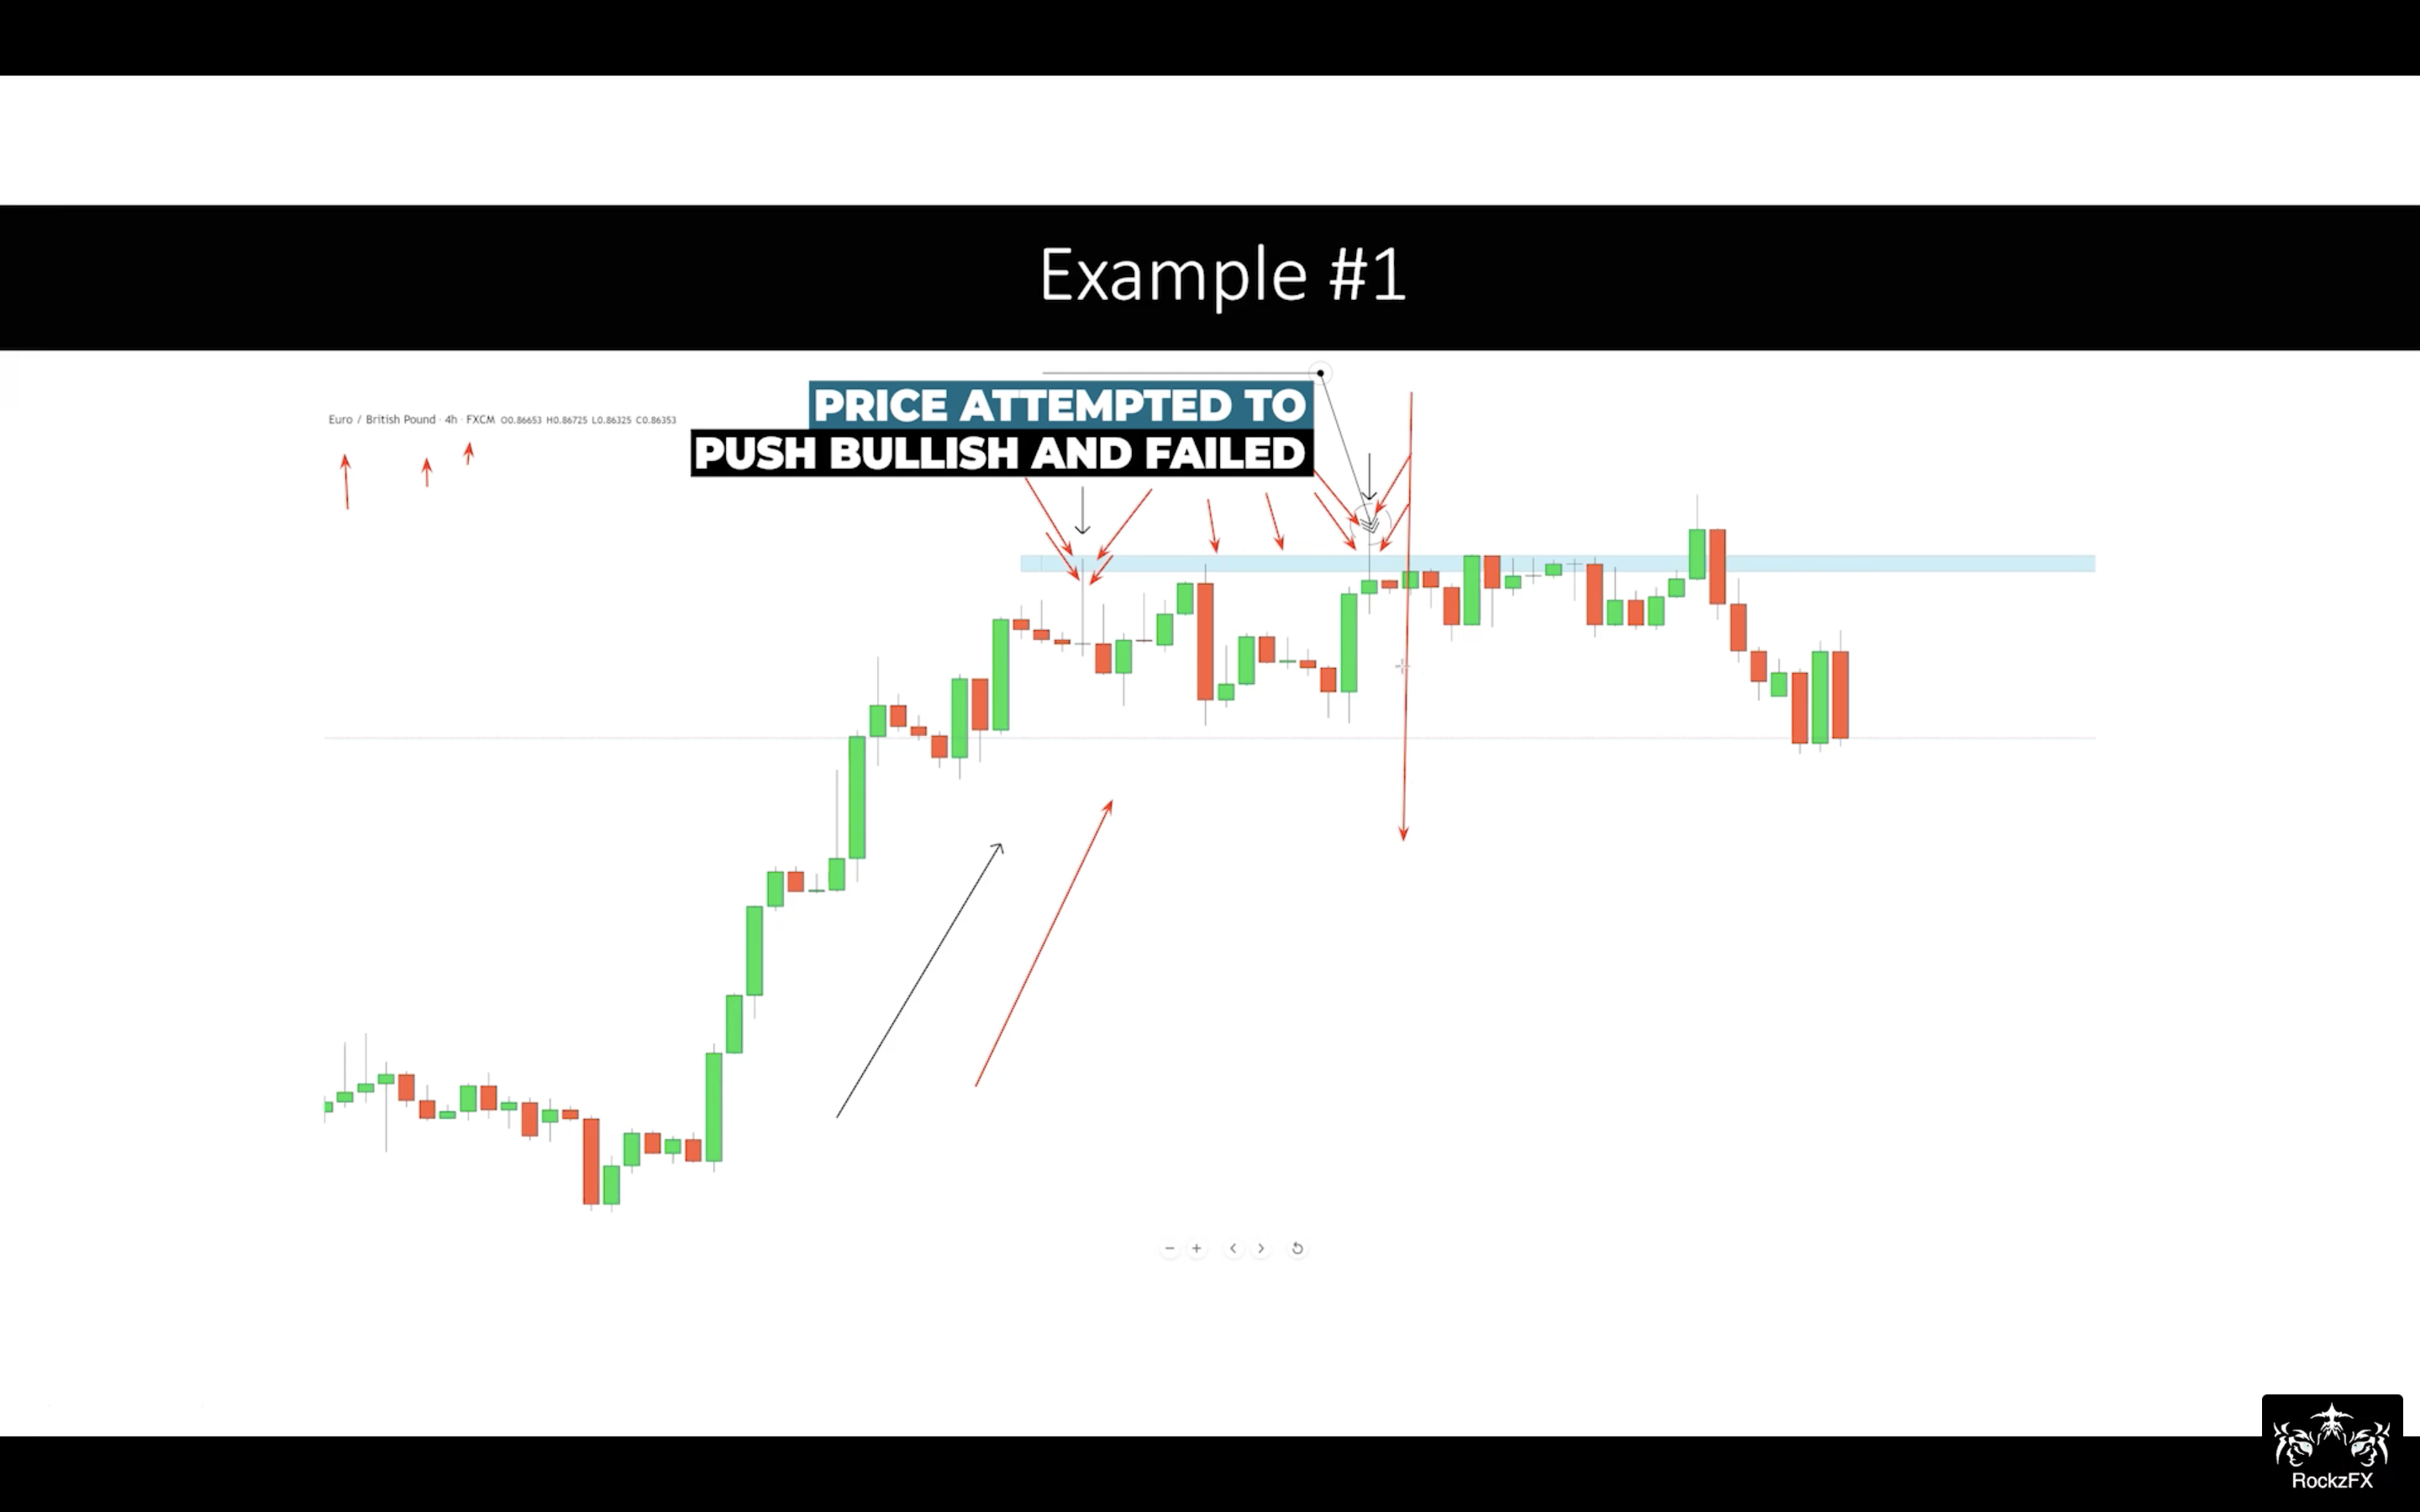 Example #1
PRICE ATTEMPTED TO
PUSH BULLISH AND FAILED
Euro / British Pound · 4h · FXCM O0.86653 H0.86725 L0.86325 C0.86353
RockzFX